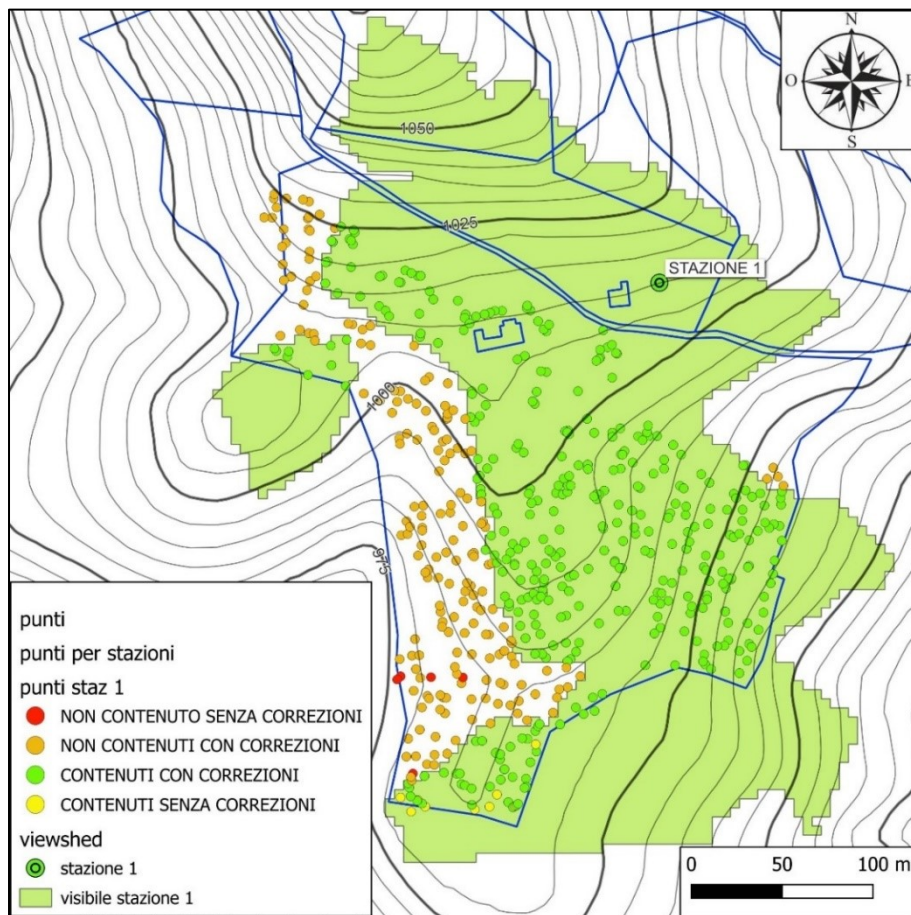 N
O
E
S
1050
1025
STAZIONE 1
1000
975
punti
punti per stazioni
punti staz 1
NON CONTENUTO SENZA CORREZIONI
NON CONTENUTI CON CORREZIONI
CONTENUTI CON CORREZIONI
CONTENUTI SENZA CORREZIONI
viewshed
stazione 1
visibile stazione 1
0 50 100 m